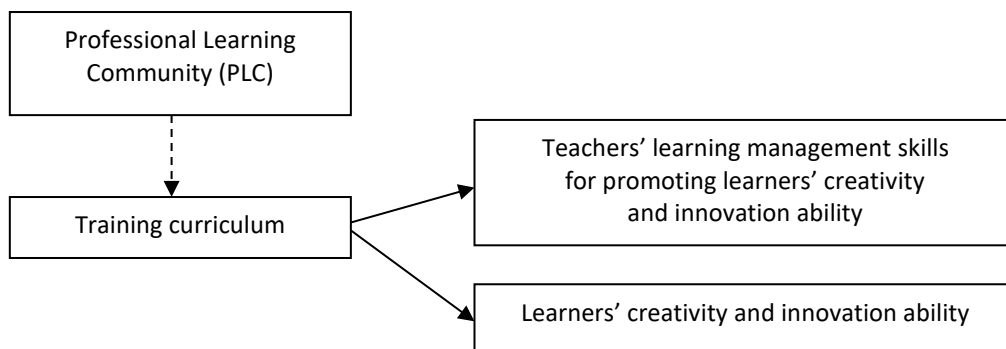 Professional Learning
Community (PLC)
Teachers’ learning management skills
for promoting learners’ creativity
and innovation ability
Training curriculum
Learners’ creativity and innovation ability